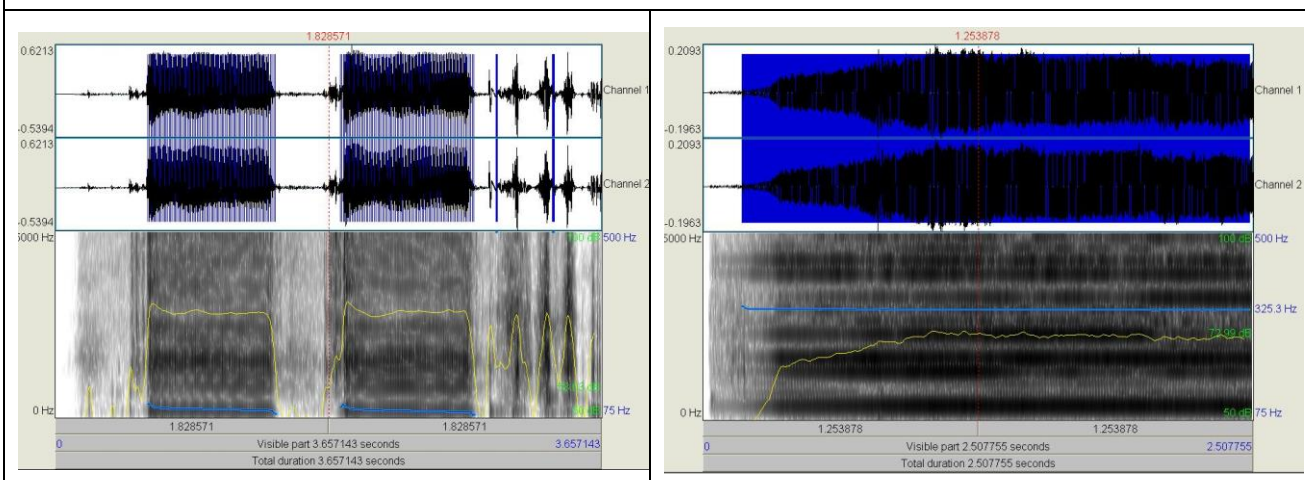 1.828571
0.6213
Channel 1
-0.5394
0.6213
Channel 2
-0.5394
5000 Hz
100 dB
500 Hz
50 dB
0 Hz
75 Hz
1.828571
1.828571
0
Visible part 3.657143 seconds
3.657143
Total duration 3.657143 seconds
1.253878
0.2093
Channel 1
-0.1963
0.2093
Channel 2
-0.1963
5000 Hz
100 dB
500 Hz
325.3 Hz
72.99 dB
0 Hz
50 dB
75 Hz
1.253878
1.253878
0
Visible part 2.507755 seconds
2.507755
Total duration 2.507755 seconds